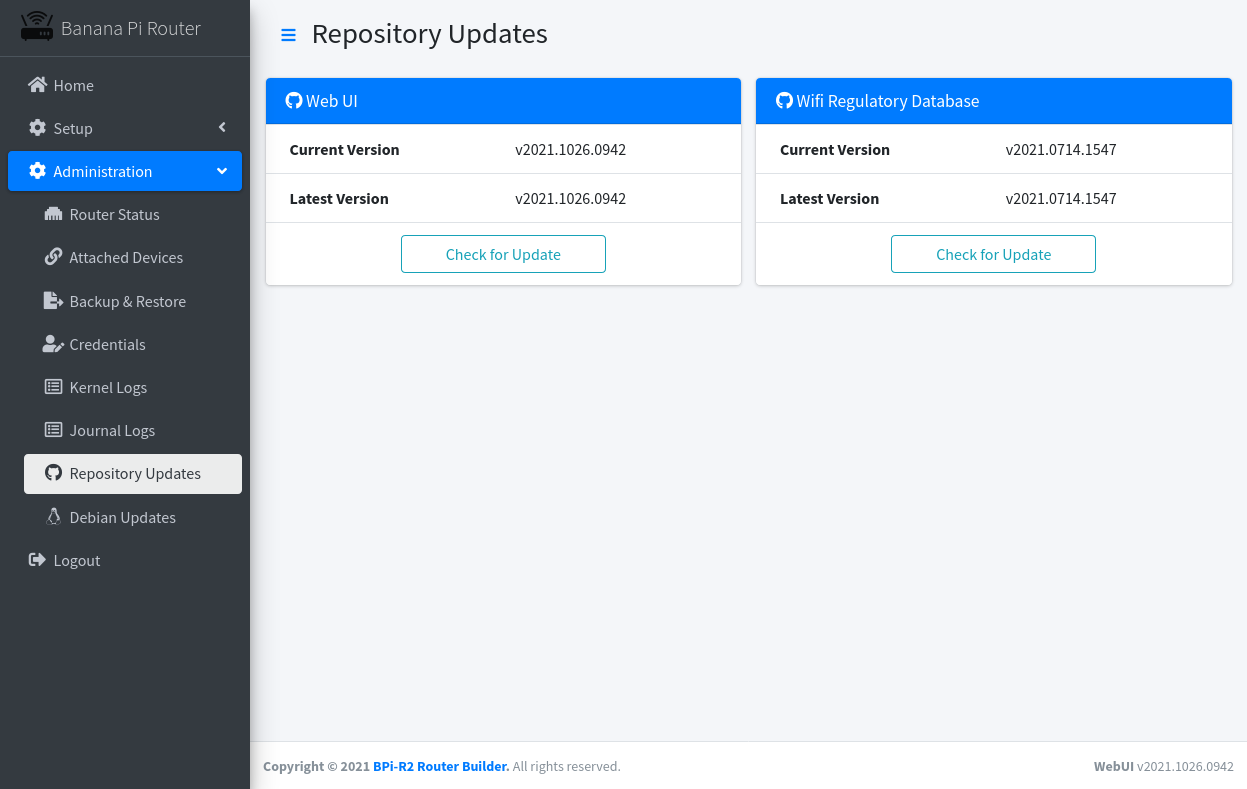 Banana Pi Router
Home
Setup
Administration
Router Status
Attached Devices
Backup & Restore
Credentials
Kernel Logs
Journal Logs
Repository Updates
Debian Updates
Logout
Repository Updates
Web UI
Current Version v2021.1026.0942
Latest Version v2021.1026.0942
Check for Update
Wifi Regulatory Database
Current Version v2021.0714.1547
Latest Version v2021.0714.1547
Check for Update
Copyright © 2021 BPi-R2 Router Builder. All rights reserved.
WebUI v2021.1026.0942